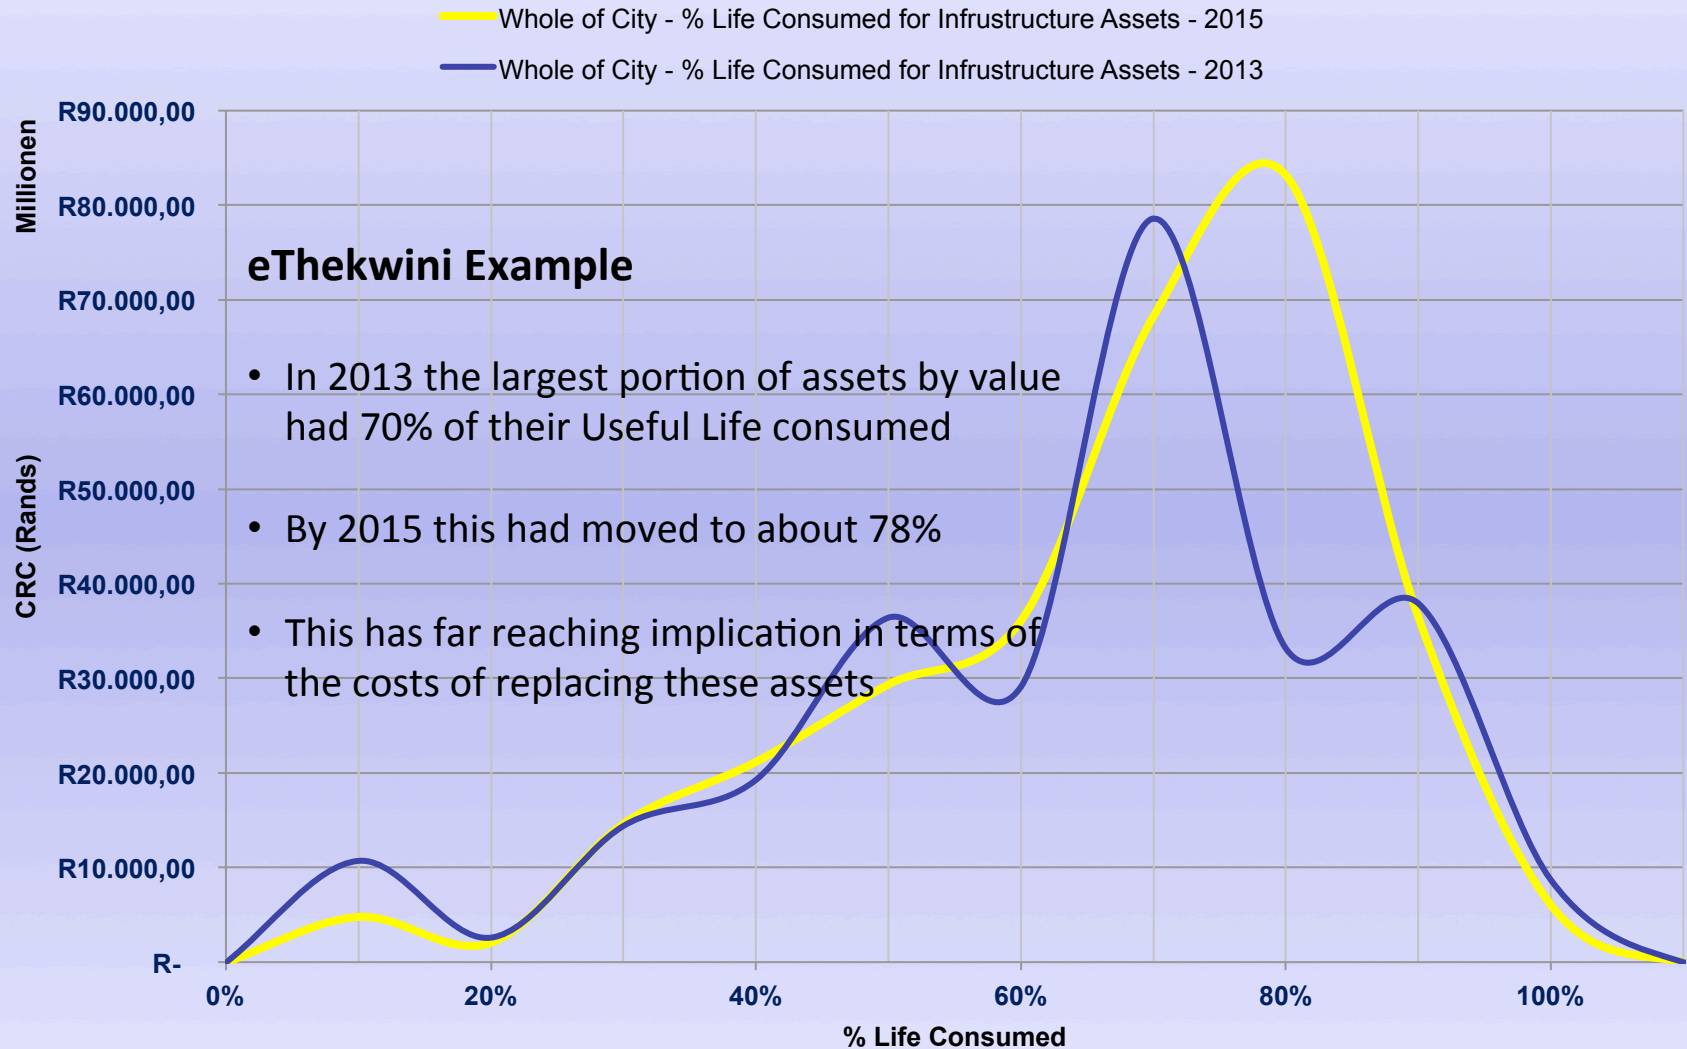 Whole of City - % Life Consumed for Infrustructure Assets - 2015
Whole of City - % Life Consumed for Infrustructure Assets - 2013
Millionen
CRC (Rands)
R90.000,00
R80.000,00
R70.000,00
R60.000,00
R50.000,00
R40.000,00
R30.000,00
R20.000,00
R10.000,00
R-
eThekwini Example
• In 2013 the largest portion of assets by value
had 70% of their Useful Life consumed
• By 2015 this had moved to about 78%
• This has far reaching implication in terms of
the costs of replacing these assets
0% 20% 40% 60% 80% 100%
% Life Consumed